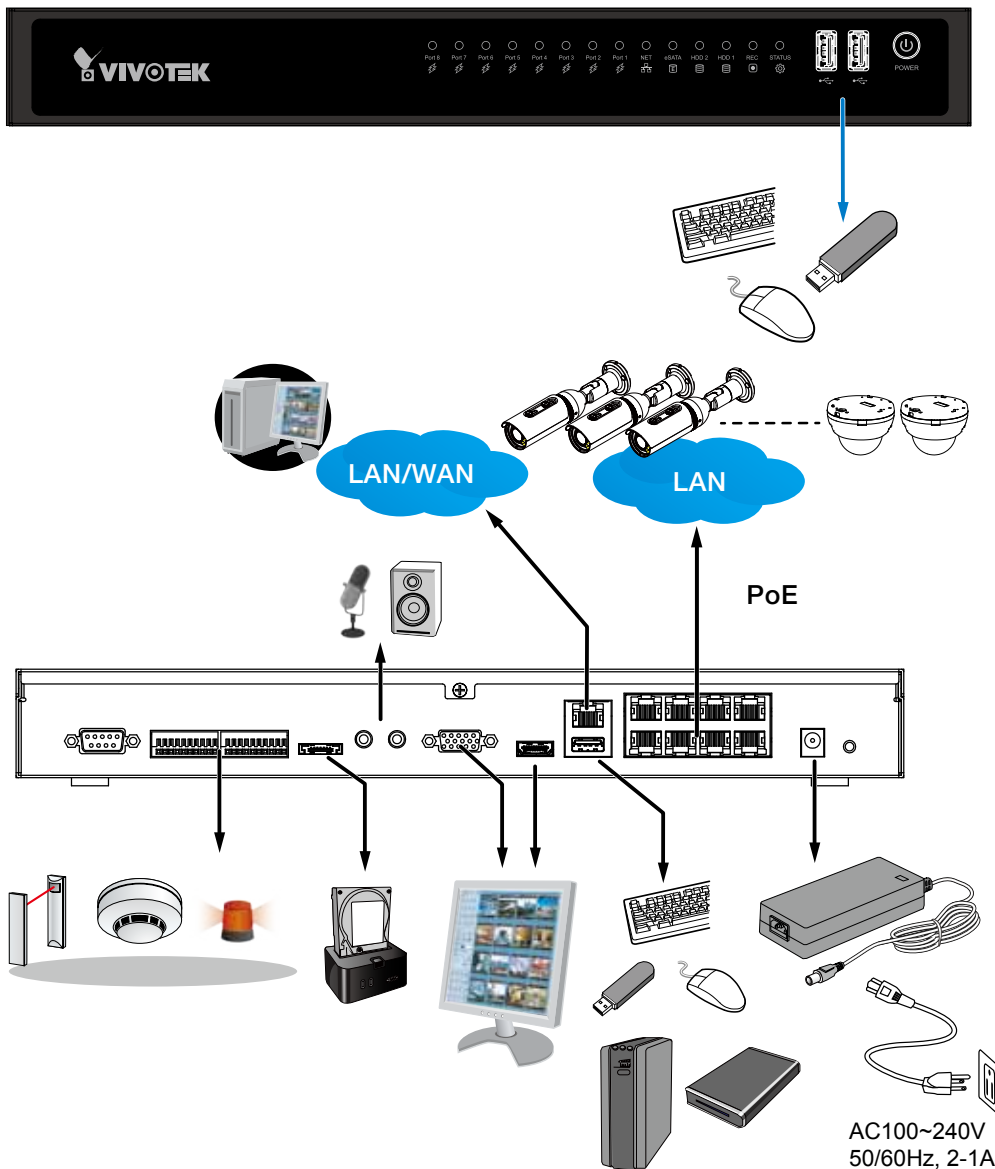 VIVOTEK
Port 8 Port 7 Port 6 Port 5 Port 4 Port 3 Port 2 Port 1 NET eSATA HDD 2 HDD 1 REC STATUS
POWER
LAN/WAN
LAN
PoE
AC100~240V
50/60Hz, 2-1A